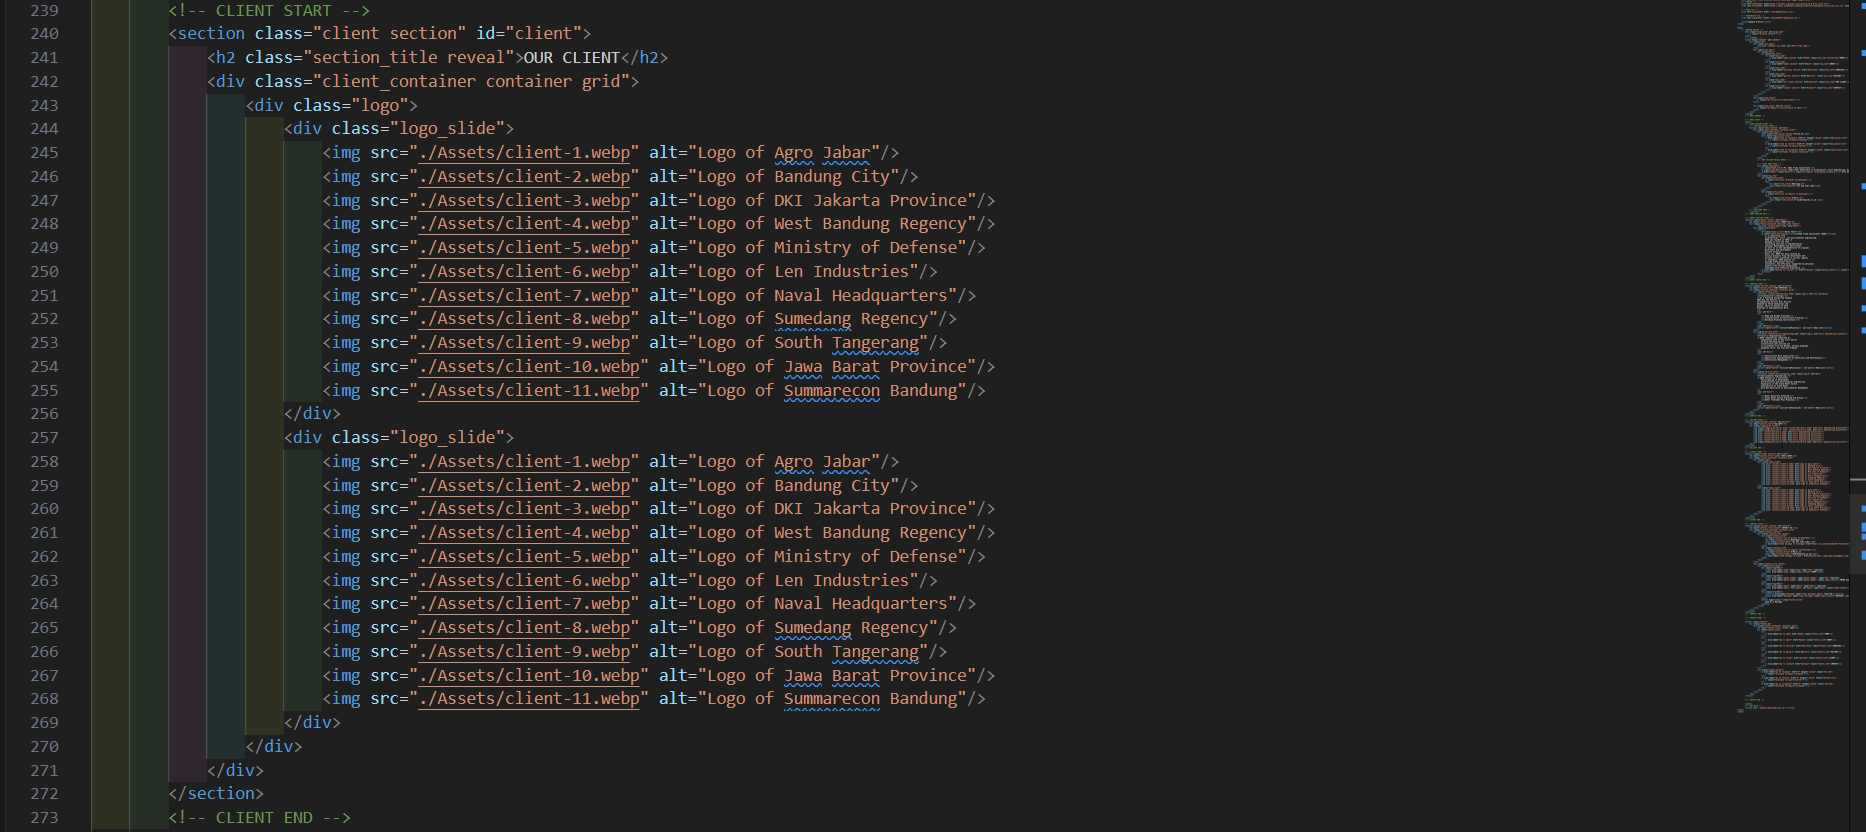 239 <!-- CLIENT START -->
240 <section class="client section" id="client">
241 <h2 class="section_title reveal">OUR CLIENT</h2>
242 <div class="client_container container grid">
243 <div class="logo">
244 <div class="logo_slide">
245 <img src="./Assets/client-1.webp" alt="Logo of Agro Jabar"/>
246 <img src="./Assets/client-2.webp" alt="Logo of Bandung City"/>
247 <img src="./Assets/client-3.webp" alt="Logo of DKI Jakarta Province"/>
248 <img src="./Assets/client-4.webp" alt="Logo of West Bandung Regency"/>
249 <img src="./Assets/client-5.webp" alt="Logo of Ministry of Defense"/>
250 <img src="./Assets/client-6.webp" alt="Logo of Len Industries"/>
251 <img src="./Assets/client-7.webp" alt="Logo of Naval Headquarters"/>
252 <img src="./Assets/client-8.webp" alt="Logo of Sumedang Regency"/>
253 <img src="./Assets/client-9.webp" alt="Logo of South Tangerang"/>
254 <img src="./Assets/client-10.webp" alt="Logo of Jawa Barat Province"/>
255 <img src="./Assets/client-11.webp" alt="Logo of Summarecon Bandung"/>
256 </div>
257 <div class="logo_slide">
258 <img src="./Assets/client-1.webp" alt="Logo of Agro Jabar"/>
259 <img src="./Assets/client-2.webp" alt="Logo of Bandung City"/>
260 <img src="./Assets/client-3.webp" alt="Logo of DKI Jakarta Province"/>
261 <img src="./Assets/client-4.webp" alt="Logo of West Bandung Regency"/>
262 <img src="./Assets/client-5.webp" alt="Logo of Ministry of Defense"/>
263 <img src="./Assets/client-6.webp" alt="Logo of Len Industries"/>
264 <img src="./Assets/client-7.webp" alt="Logo of Naval Headquarters"/>
265 <img src="./Assets/client-8.webp" alt="Logo of Sumedang Regency"/>
266 <img src="./Assets/client-9.webp" alt="Logo of South Tangerang"/>
267 <img src="./Assets/client-10.webp" alt="Logo of Jawa Barat Province"/>
268 <img src="./Assets/client-11.webp" alt="Logo of Summarecon Bandung"/>
269 </div>
270 </div>
271 </div>
272 </section>
273 <!-- CLIENT END -->